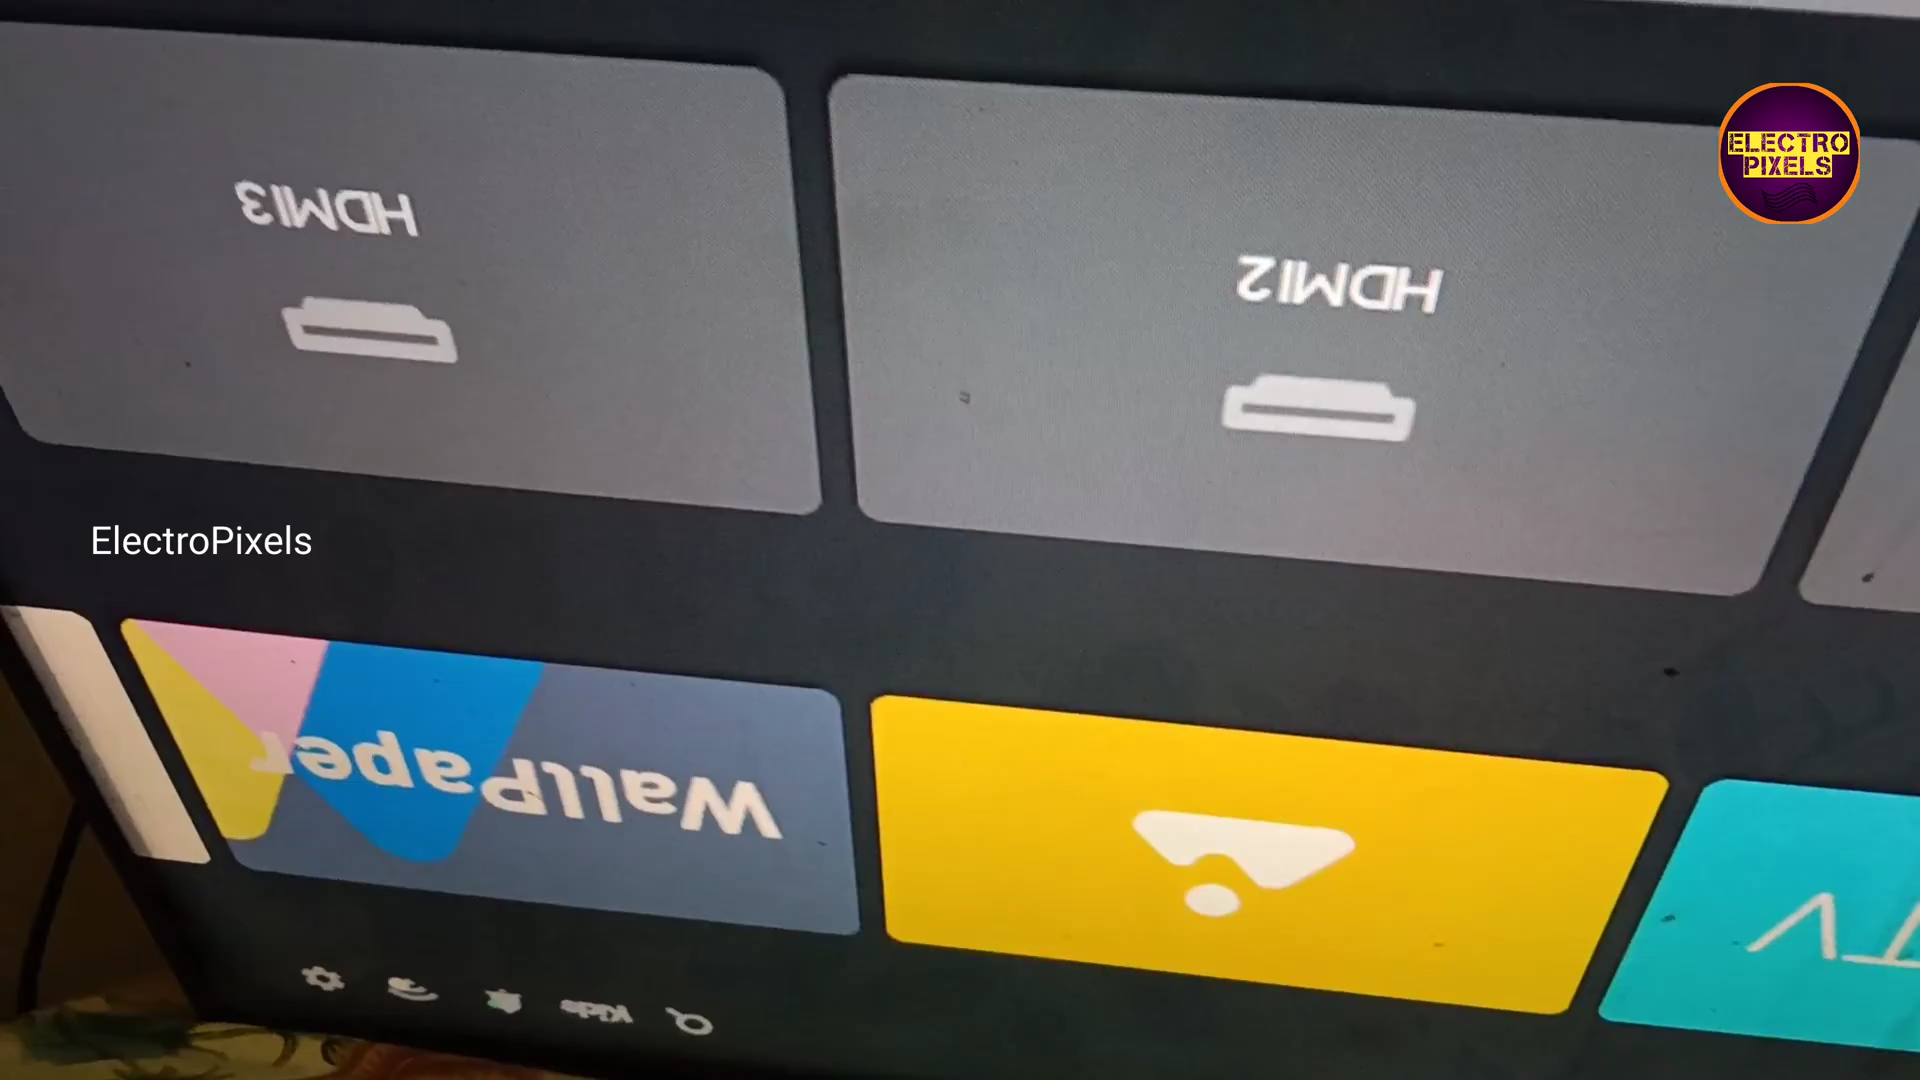 ELECTRO
PIXELS
HDMI3
HDMI2
ElectroPixels
WallPaper
TV
Kids